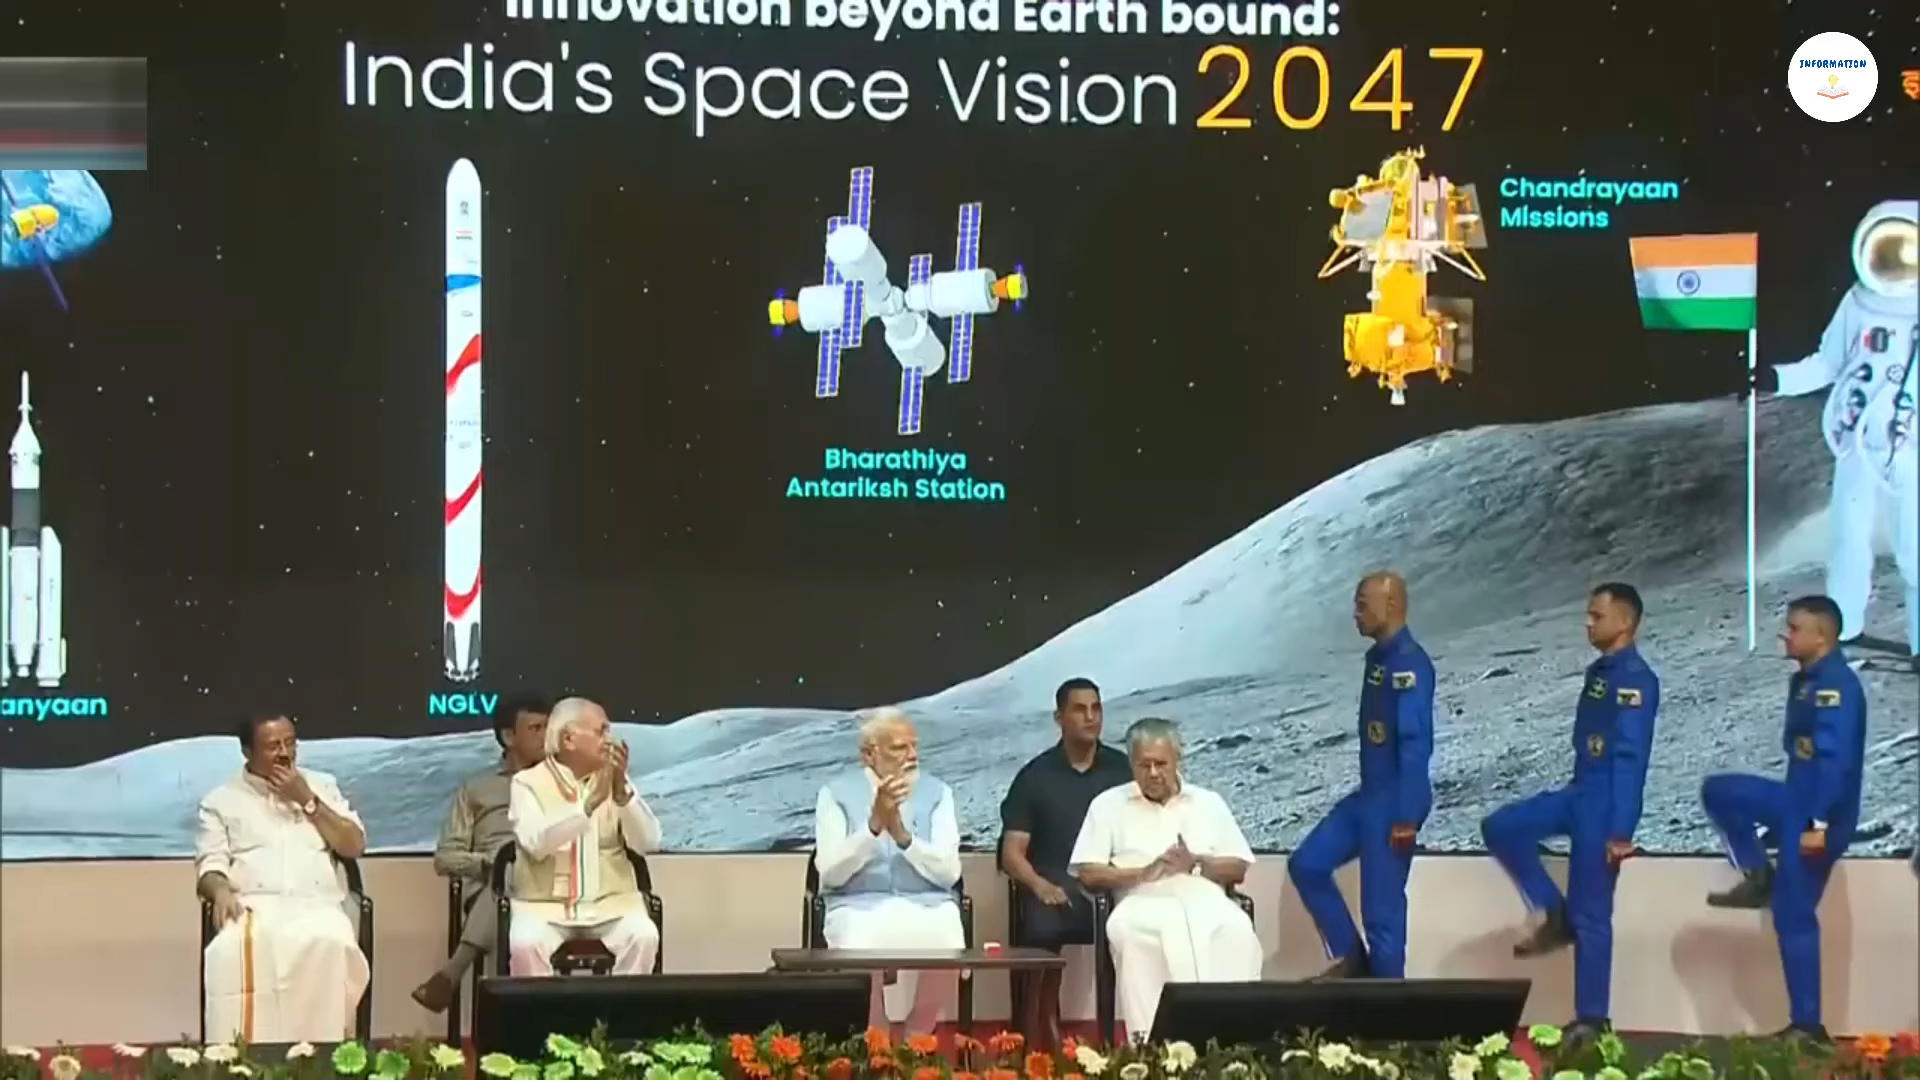 Innovation beyond Earth bound:
India's Space Vision 2047
INFORMATION
Chandrayaan
Missions
Bharathiya
Antariksh Station
anyaan
NGLV